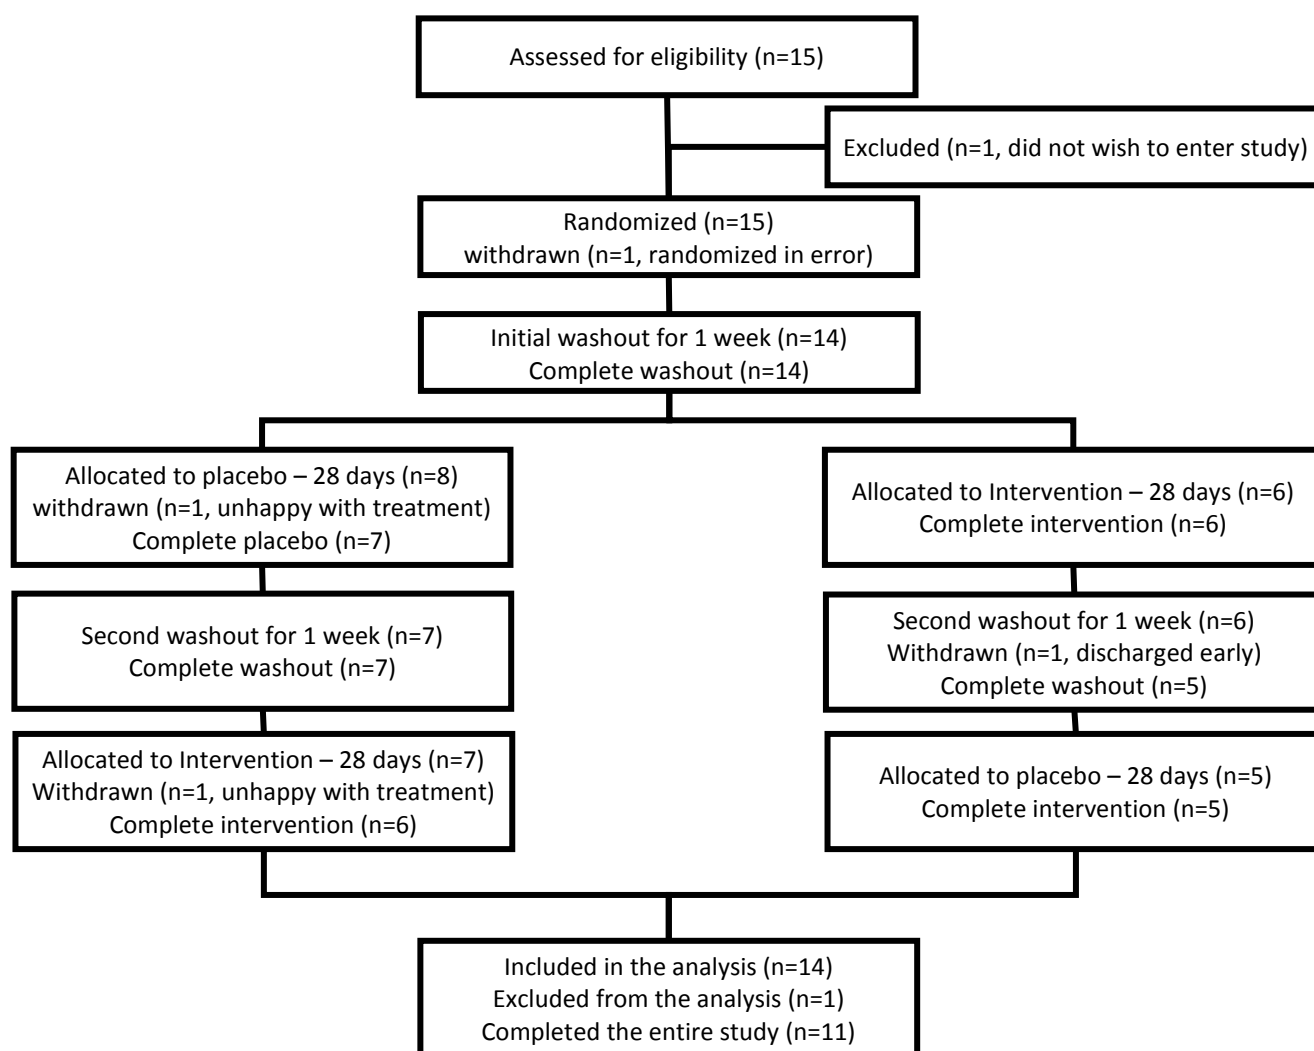 Assessed for eligibility (n=15)
Excluded (n=1, did not wish to enter study)
Randomized (n=15)
withdrawn (n=1, randomized in error)
Initial washout for 1 week (n=14)
Complete washout (n=14)
Allocated to placebo – 28 days (n=8)
withdrawn (n=1, unhappy with treatment)
Complete placebo (n=7)
Allocated to Intervention – 28 days (n=6)
Complete intervention (n=6)
Second washout for 1 week (n=7)
Complete washout (n=7)
Second washout for 1 week (n=6)
Withdrawn (n=1, discharged early)
Complete washout (n=5)
Allocated to Intervention – 28 days (n=7)
Withdrawn (n=1, unhappy with treatment)
Complete intervention (n=6)
Allocated to placebo – 28 days (n=5)
Complete intervention (n=5)
Included in the analysis (n=14)
Excluded from the analysis (n=1)
Completed the entire study (n=11)